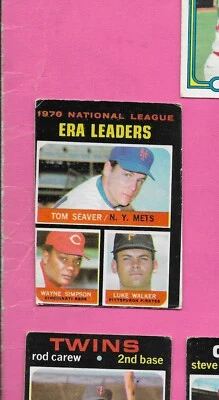 1970 NATIONAL LEAGUE
ERA LEADERS
TOM SEAVER / N. Y. METS
WAYNE SIMPSON
CINCINNATI REDS
LUKE WALKER
PITTSBURGH PIRATES
TWINS
rod carew • 2nd base
steve